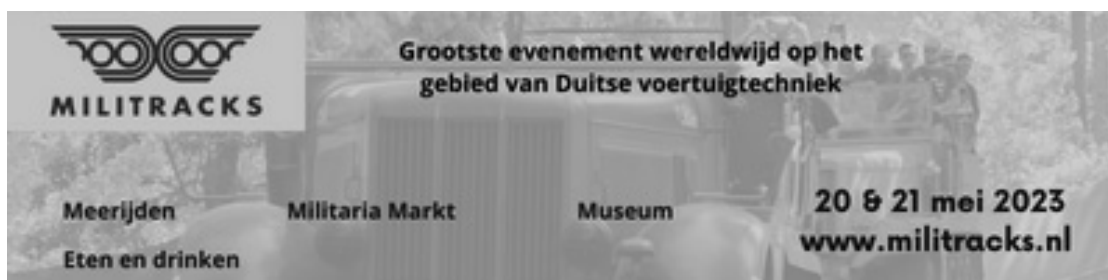 MILITRACKS
Grootste evenement wereldwijd op het
gebied van Duitse voertuigtechniek
Meerijden
Militaria Markt
Museum
Eten en drinken
20 & 21 mei 2023
www.militracks.nl